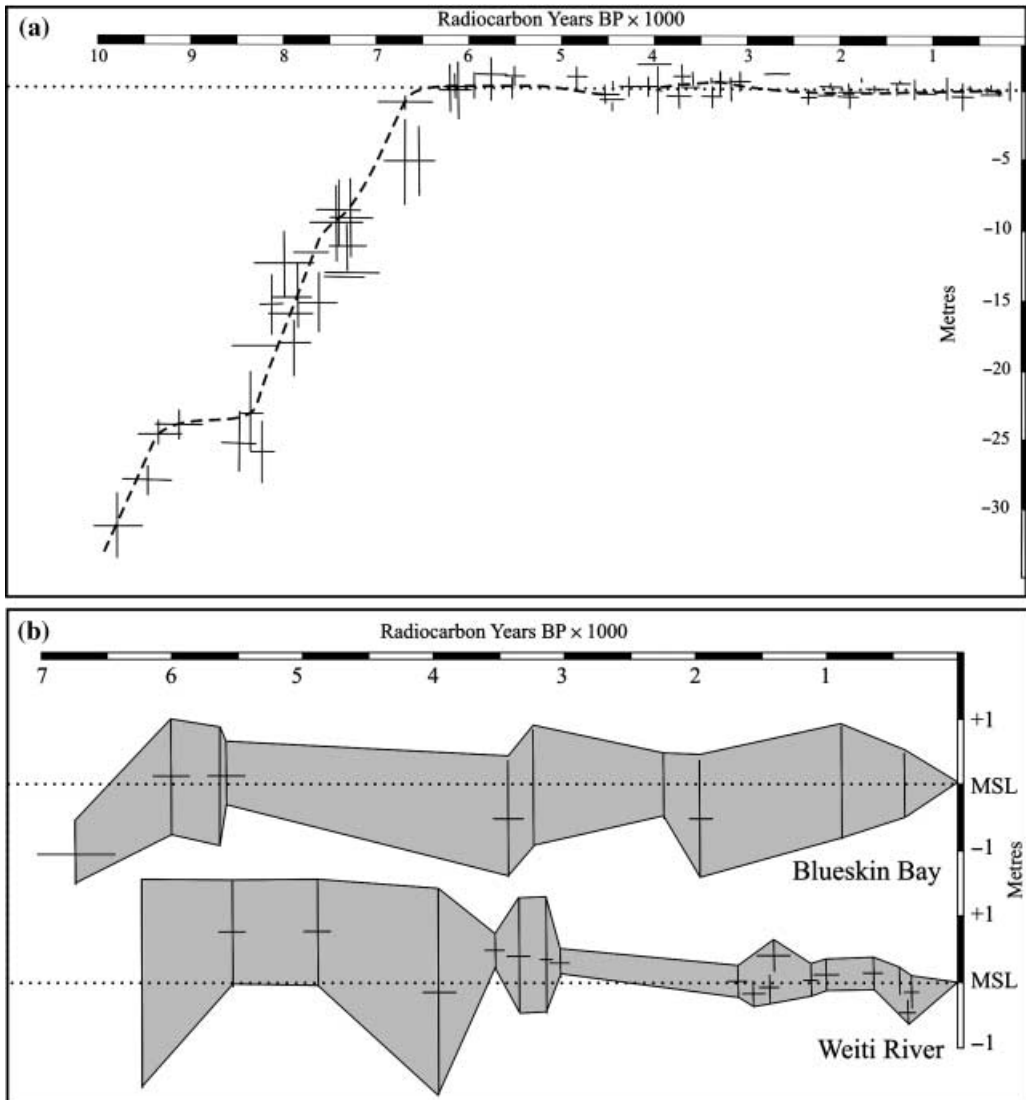 (a)
Radiocarbon Years BP × 1000
10 9 8 7 6 5 4 3 2 1
−5
−10
−15
−20
−25
−30
Metres
(b)
Radiocarbon Years BP × 1000
7 6 5 4 3 2 1
+1
MSL
−1
Blueskin Bay
Metres
+1
MSL
−1
Weiti River